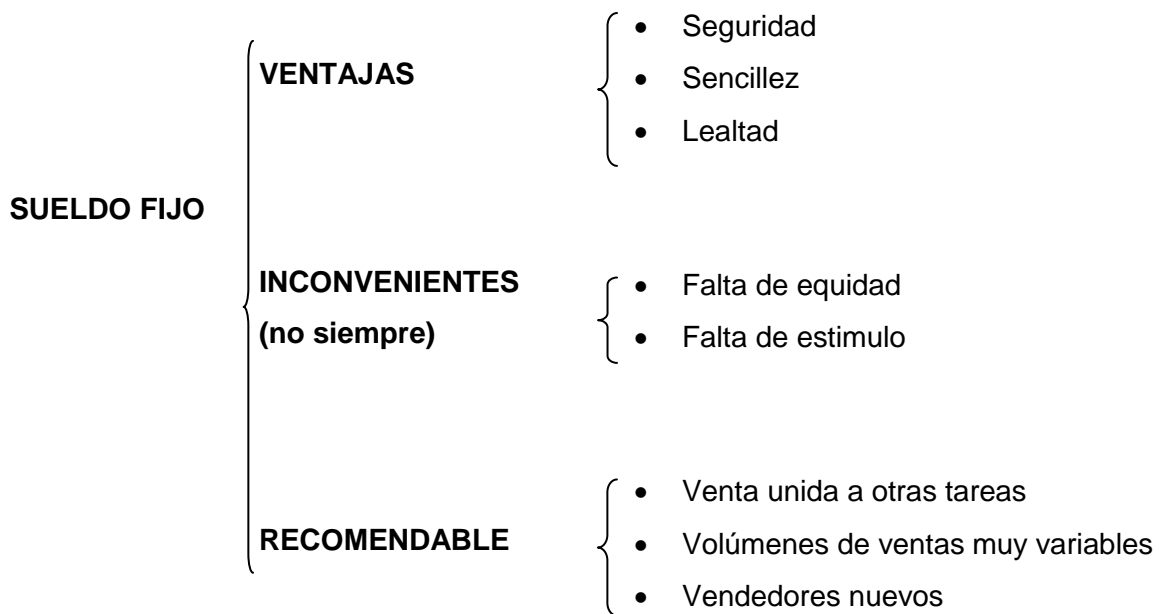 SUELDO FIJO
VENTAJAS
• Seguridad
• Sencillez
• Lealtad
INCONVENIENTES
(no siempre)
• Falta de equidad
• Falta de estimulo
RECOMENDABLE
• Venta unida a otras tareas
• Volúmenes de ventas muy variables
• Vendedores nuevos